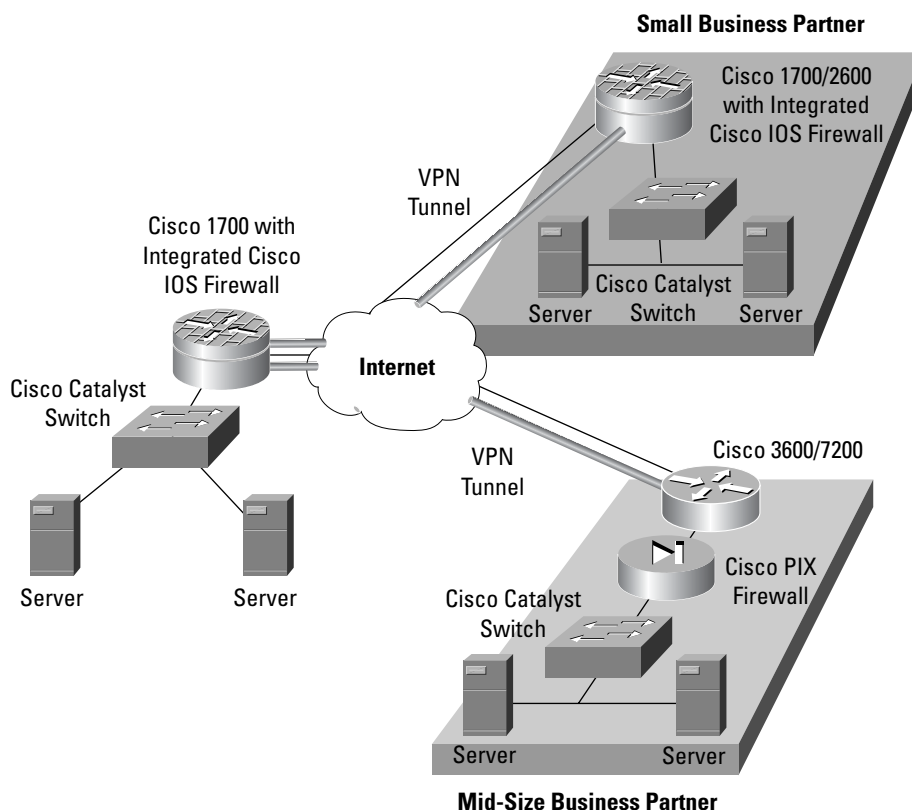 Small Business Partner
Cisco 1700/2600
with Integrated
Cisco IOS Firewall
VPN
Tunnel
Cisco 1700 with
Integrated Cisco
IOS Firewall
Server
Cisco Catalyst
Switch
Server
Internet
Cisco Catalyst
Switch
VPN
Tunnel
Cisco 3600/7200
Server
Server
Cisco PIX
Firewall
Cisco Catalyst
Switch
Server
Server
Mid-Size Business Partner